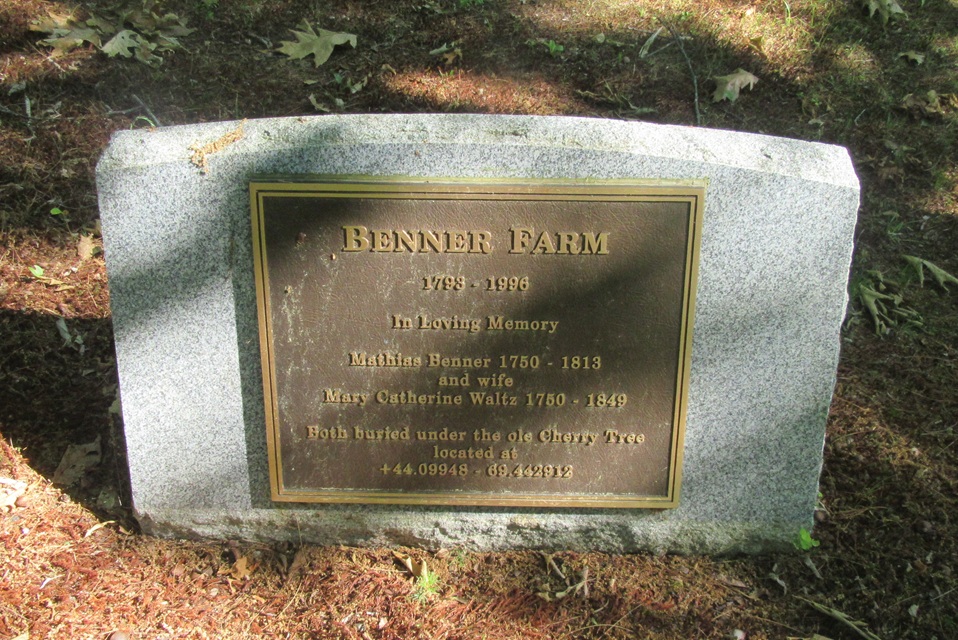 BENNER FARM
1793 - 1996
In Loving Memory
Mathias Benner 1750 - 1813
and wife
Mary Catherine Waltz 1750 - 1849
Both buried under the ole Cherry Tree
located at
+44.09948 - 69.442912